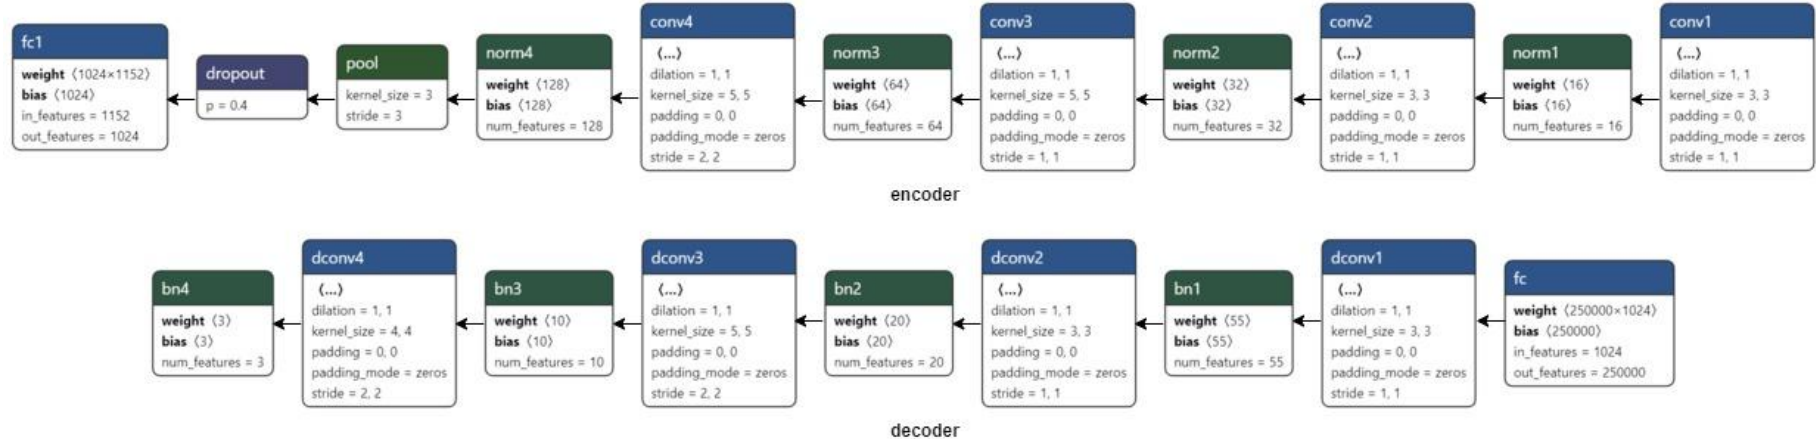 fc1
weight ⟨1024×1152⟩
bias ⟨1024⟩
in_features = 1152
out_features = 1024
dropout
p = 0.4
pool
kernel_size = 3
stride = 3
norm4
weight ⟨128⟩
bias ⟨128⟩
num_features = 128
conv4
⟨...⟩
dilation = 1, 1
kernel_size = 5, 5
padding = 0, 0
padding_mode = zeros
stride = 2, 2
norm3
weight ⟨64⟩
bias ⟨64⟩
num_features = 64
conv3
⟨...⟩
dilation = 1, 1
kernel_size = 5, 5
padding = 0, 0
padding_mode = zeros
stride = 1, 1
norm2
weight ⟨32⟩
bias ⟨32⟩
num_features = 32
conv2
⟨...⟩
dilation = 1, 1
kernel_size = 3, 3
padding = 0, 0
padding_mode = zeros
stride = 1, 1
norm1
weight ⟨16⟩
bias ⟨16⟩
num_features = 16
conv1
⟨...⟩
dilation = 1, 1
kernel_size = 3, 3
padding = 0, 0
padding_mode = zeros
stride = 1, 1
encoder
bn4
weight ⟨3⟩
bias ⟨3⟩
num_features = 3
dconv4
⟨...⟩
dilation = 1, 1
kernel_size = 4, 4
padding = 0, 0
padding_mode = zeros
stride = 2, 2
bn3
weight ⟨10⟩
bias ⟨10⟩
num_features = 10
dconv3
⟨...⟩
dilation = 1, 1
kernel_size = 5, 5
padding = 0, 0
padding_mode = zeros
stride = 2, 2
bn2
weight ⟨20⟩
bias ⟨20⟩
num_features = 20
dconv2
⟨...⟩
dilation = 1, 1
kernel_size = 3, 3
padding = 0, 0
padding_mode = zeros
stride = 1, 1
bn1
weight ⟨55⟩
bias ⟨55⟩
num_features = 55
dconv1
⟨...⟩
dilation = 1, 1
kernel_size = 3, 3
padding = 0, 0
padding_mode = zeros
stride = 1, 1
fc
weight ⟨250000×1024⟩
bias ⟨250000⟩
in_features = 1024
out_features = 250000
decoder